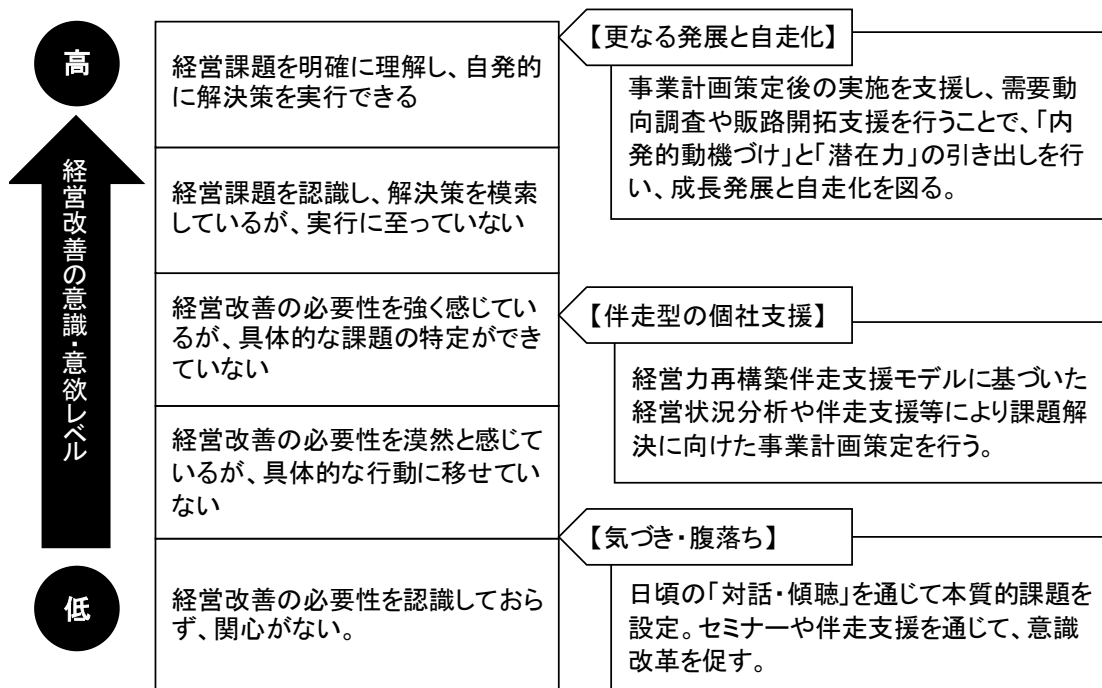 高
経営改善の意識・意欲レベル
低
経営課題を明確に理解し、自発的
に解決策を実行できる
経営課題を認識し、解決策を模索
しているが、実行に至っていない
経営改善の必要性を強く感じてい
るが、具体的な課題の特定ができ
ていない
経営改善の必要性を漠然と感じて
いるが、具体的な行動に移せてい
ない
経営改善の必要性を認識しておら
ず、関心がない。
【更なる発展と自走化】
事業計画策定後の実施を支援し、需要動
向調査や販路開拓支援を行うことで、「内
発的動機づけ」と「潜在力」の引き出しを行
い、成長発展と自走化を図る。
【伴走型の個社支援】
経営力再構築伴走支援モデルに基づいた
経営状況分析や伴走支援等により課題解
決に向けた事業計画策定を行う。
【気づき・腹落ち】
日頃の「対話・傾聴」を通じて本質的課題を
設定。セミナーや伴走支援を通じて、意識
改革を促す。